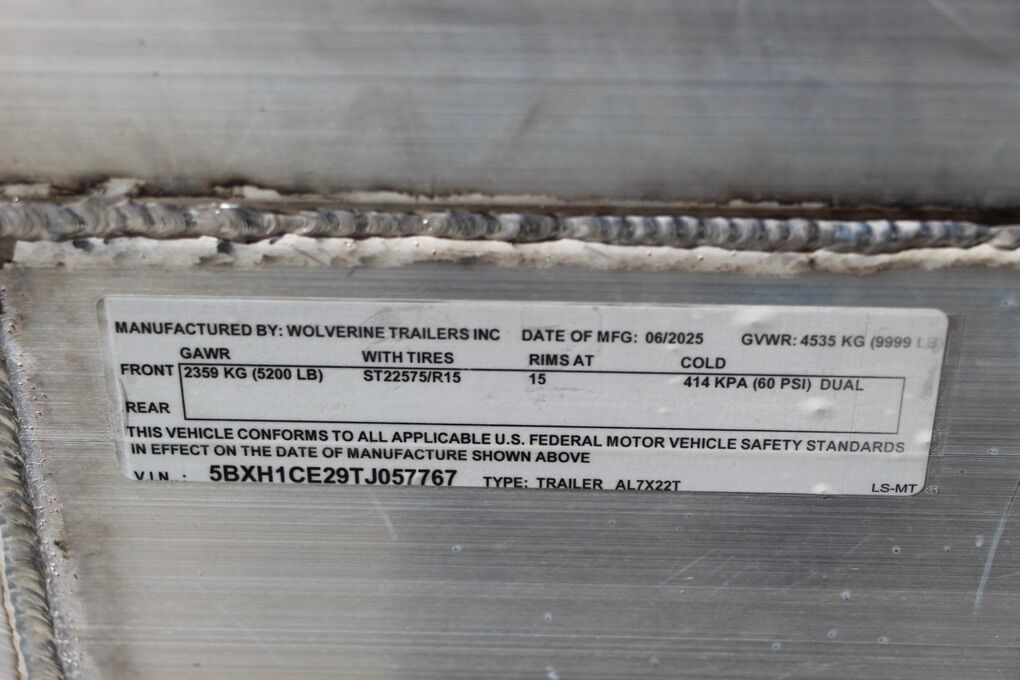 MANUFACTURED BY: WOLVERINE TRAILERS INC DATE OF MFG: 06/2025 GVWR: 4535 KG (9999 LB)
GAWR WITH TIRES RIMS AT COLD
FRONT 2359 KG (5200 LB) ST22575/R15 15 414 KPA (60 PSI) DUAL
REAR
THIS VEHICLE CONFORMS TO ALL APPLICABLE U.S. FEDERAL MOTOR VEHICLE SAFETY STANDARDS
IN EFFECT ON THE DATE OF MANUFACTURE SHOWN ABOVE
V.I.N. : 5BXH1CE29TJ057767 TYPE: TRAILER AL7X22T LS-MT